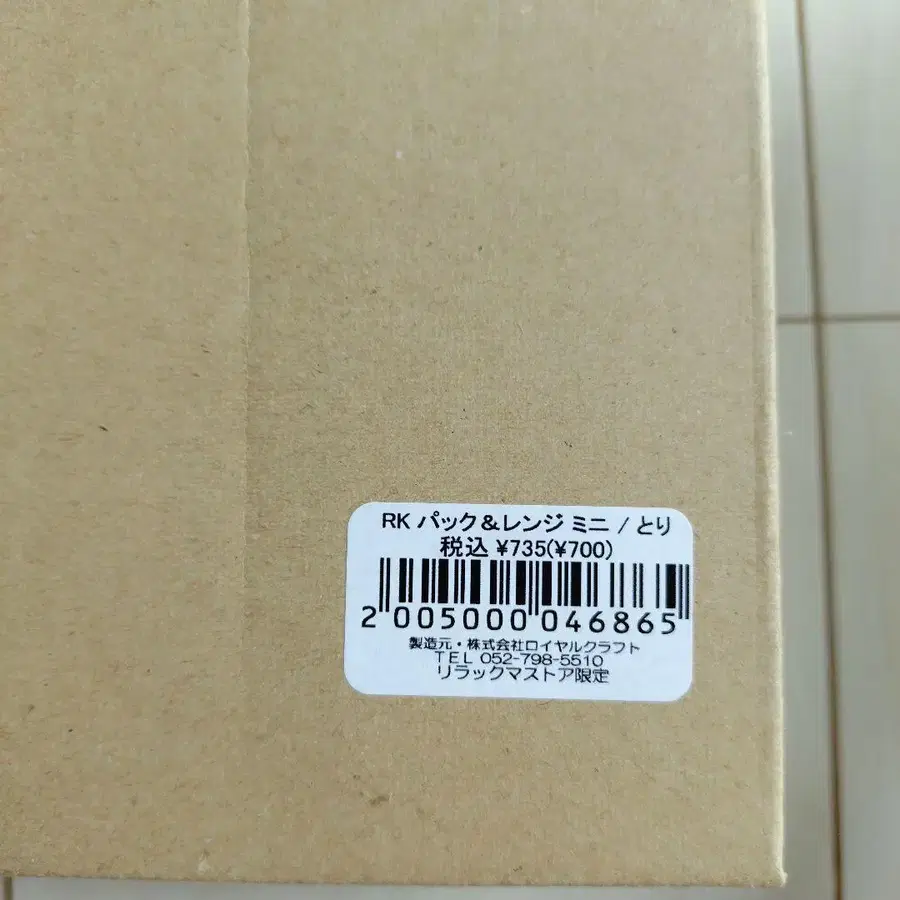 RK パック&レンジ ミニ / とり
税込 ¥735(¥700)
2 005000 046865
製造元・株式会社ロイヤルクラフト
TEL 052-798-5510
リラックマストア限定